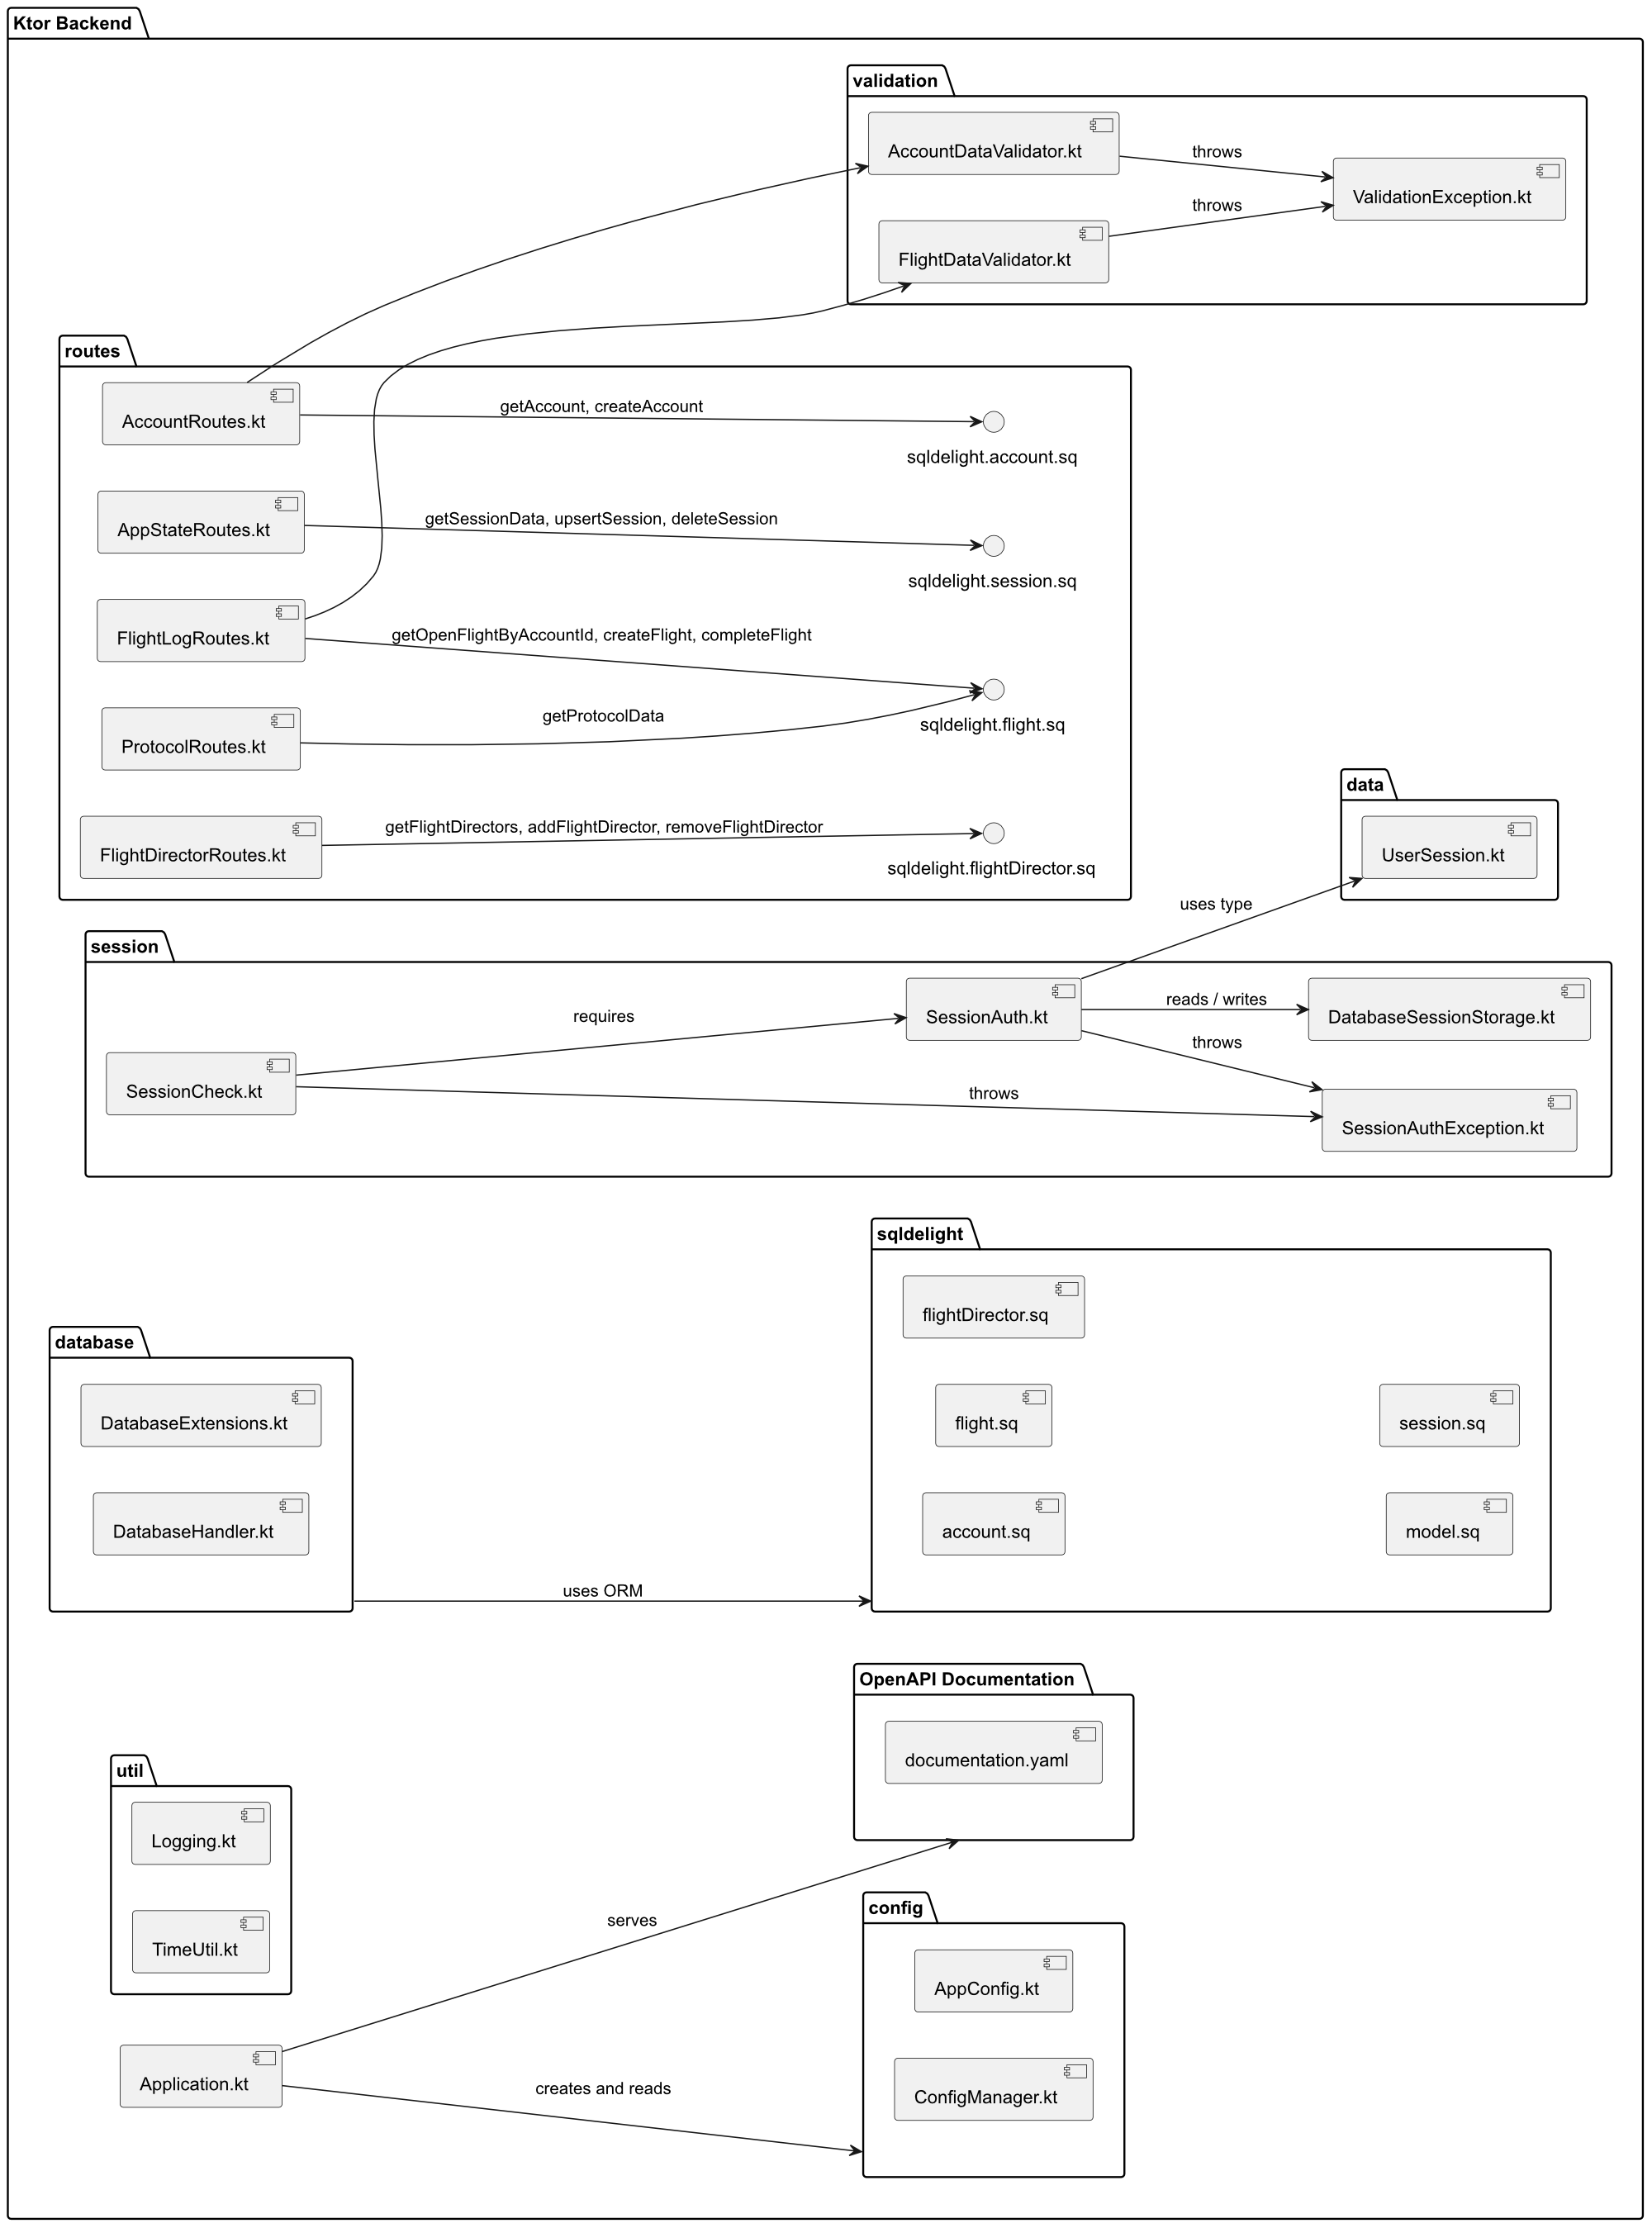 Ktor Backend
validation
AccountDataValidator.kt
throws
ValidationException.kt
throws
FlightDataValidator.kt
routes
AccountRoutes.kt
getAccount, createAccount
sqldelight.account.sq
AppStateRoutes.kt
getSessionData, upsertSession, deleteSession
sqldelight.session.sq
FlightLogRoutes.kt
getOpenFlightByAccountId, createFlight, completeFlight
sqldelight.flight.sq
ProtocolRoutes.kt
getProtocolData
FlightDirectorRoutes.kt
getFlightDirectors, addFlightDirector, removeFlightDirector
sqldelight.flightDirector.sq
data
UserSession.kt
uses type
session
SessionAuth.kt
reads / writes
DatabaseSessionStorage.kt
requires
throws
SessionCheck.kt
throws
SessionAuthException.kt
sqldelight
flightDirector.sq
flight.sq
session.sq
account.sq
model.sq
database
DatabaseExtensions.kt
DatabaseHandler.kt
uses ORM
OpenAPI Documentation
documentation.yaml
util
Logging.kt
TimeUtil.kt
serves
config
AppConfig.kt
ConfigManager.kt
Application.kt
creates and reads